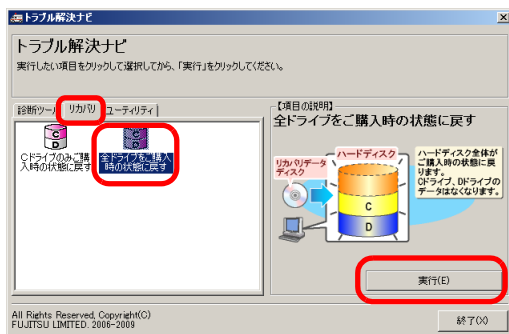 トラブル解決ナビ
トラブル解決ナビ
実行したい項目をクリックして選択してから、「実行」をクリックしてください。
診断ツール
リカバリ
ユーティリティ
Cドライブのみご購
入時の状態に戻す
全ドライブをご購入
時の状態に戻す
【項目の説明】
全ドライブをご購入時の状態に戻す
リカバリデータ
ディスク
ハードディスク
C
D
ハードディスク全体が
ご購入時の状態に戻
ります。
Cドライブ、Dドライブの
データはなくなります。
実行(E)
All Rights Reserved, Copyright(C)
FUJITSU LIMITED. 2006-2009
終了(X)